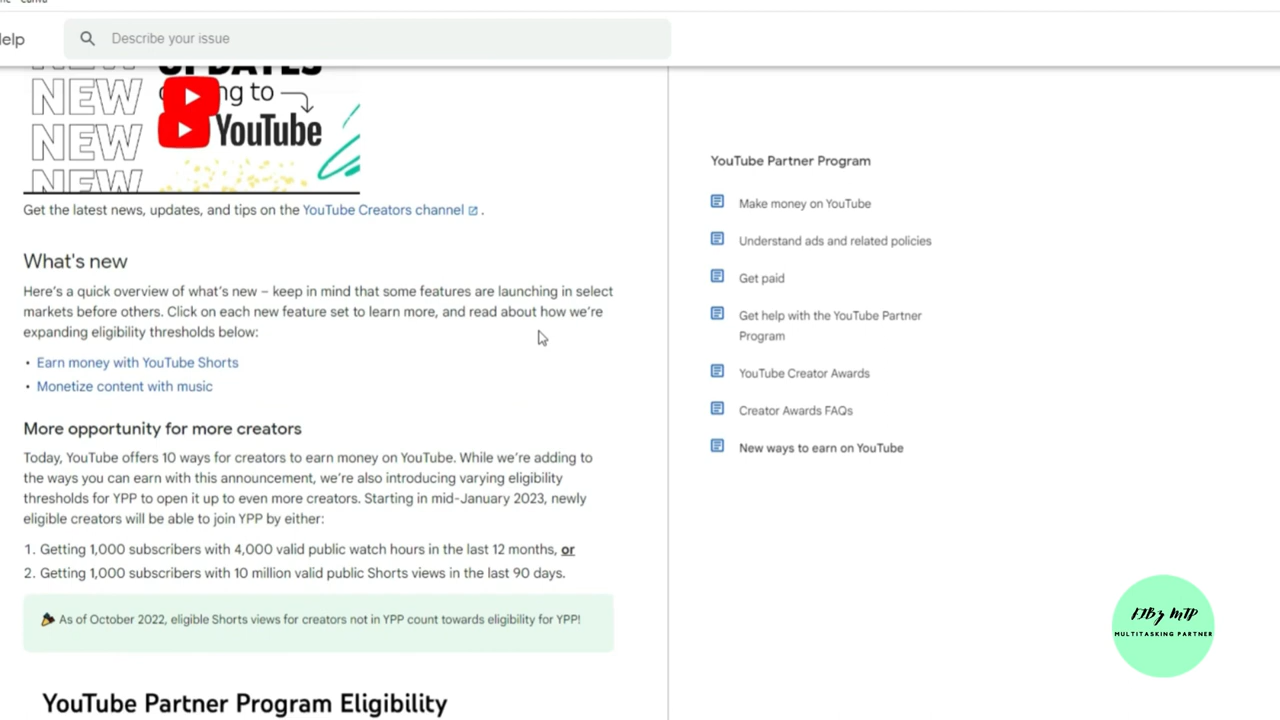 elp
Describe your issue
NEW
NEW
NEW
UPDATES
ng to
YouTube
Get the latest news, updates, and tips on the YouTube Creators channel .
What's new
Here's a quick overview of what's new – keep in mind that some features are launching in select
markets before others. Click on each new feature set to learn more, and read about how we're
expanding eligibility thresholds below:
• Earn money with YouTube Shorts
• Monetize content with music
More opportunity for more creators
Today, YouTube offers 10 ways for creators to earn money on YouTube. While we're adding to
the ways you can earn with this announcement, we're also introducing varying eligibility
thresholds for YPP to open it up to even more creators. Starting in mid-January 2023, newly
eligible creators will be able to join YPP by either:
1. Getting 1,000 subscribers with 4,000 valid public watch hours in the last 12 months, or
2. Getting 1,000 subscribers with 10 million valid public Shorts views in the last 90 days.
As of October 2022, eligible Shorts views for creators not in YPP count towards eligibility for YPP!
YouTube Partner Program Eligibility
YouTube Partner Program
Make money on YouTube
Understand ads and related policies
Get paid
Get help with the YouTube Partner
Program
YouTube Creator Awards
Creator Awards FAQs
New ways to earn on YouTube
MULTITASKING PARTNER